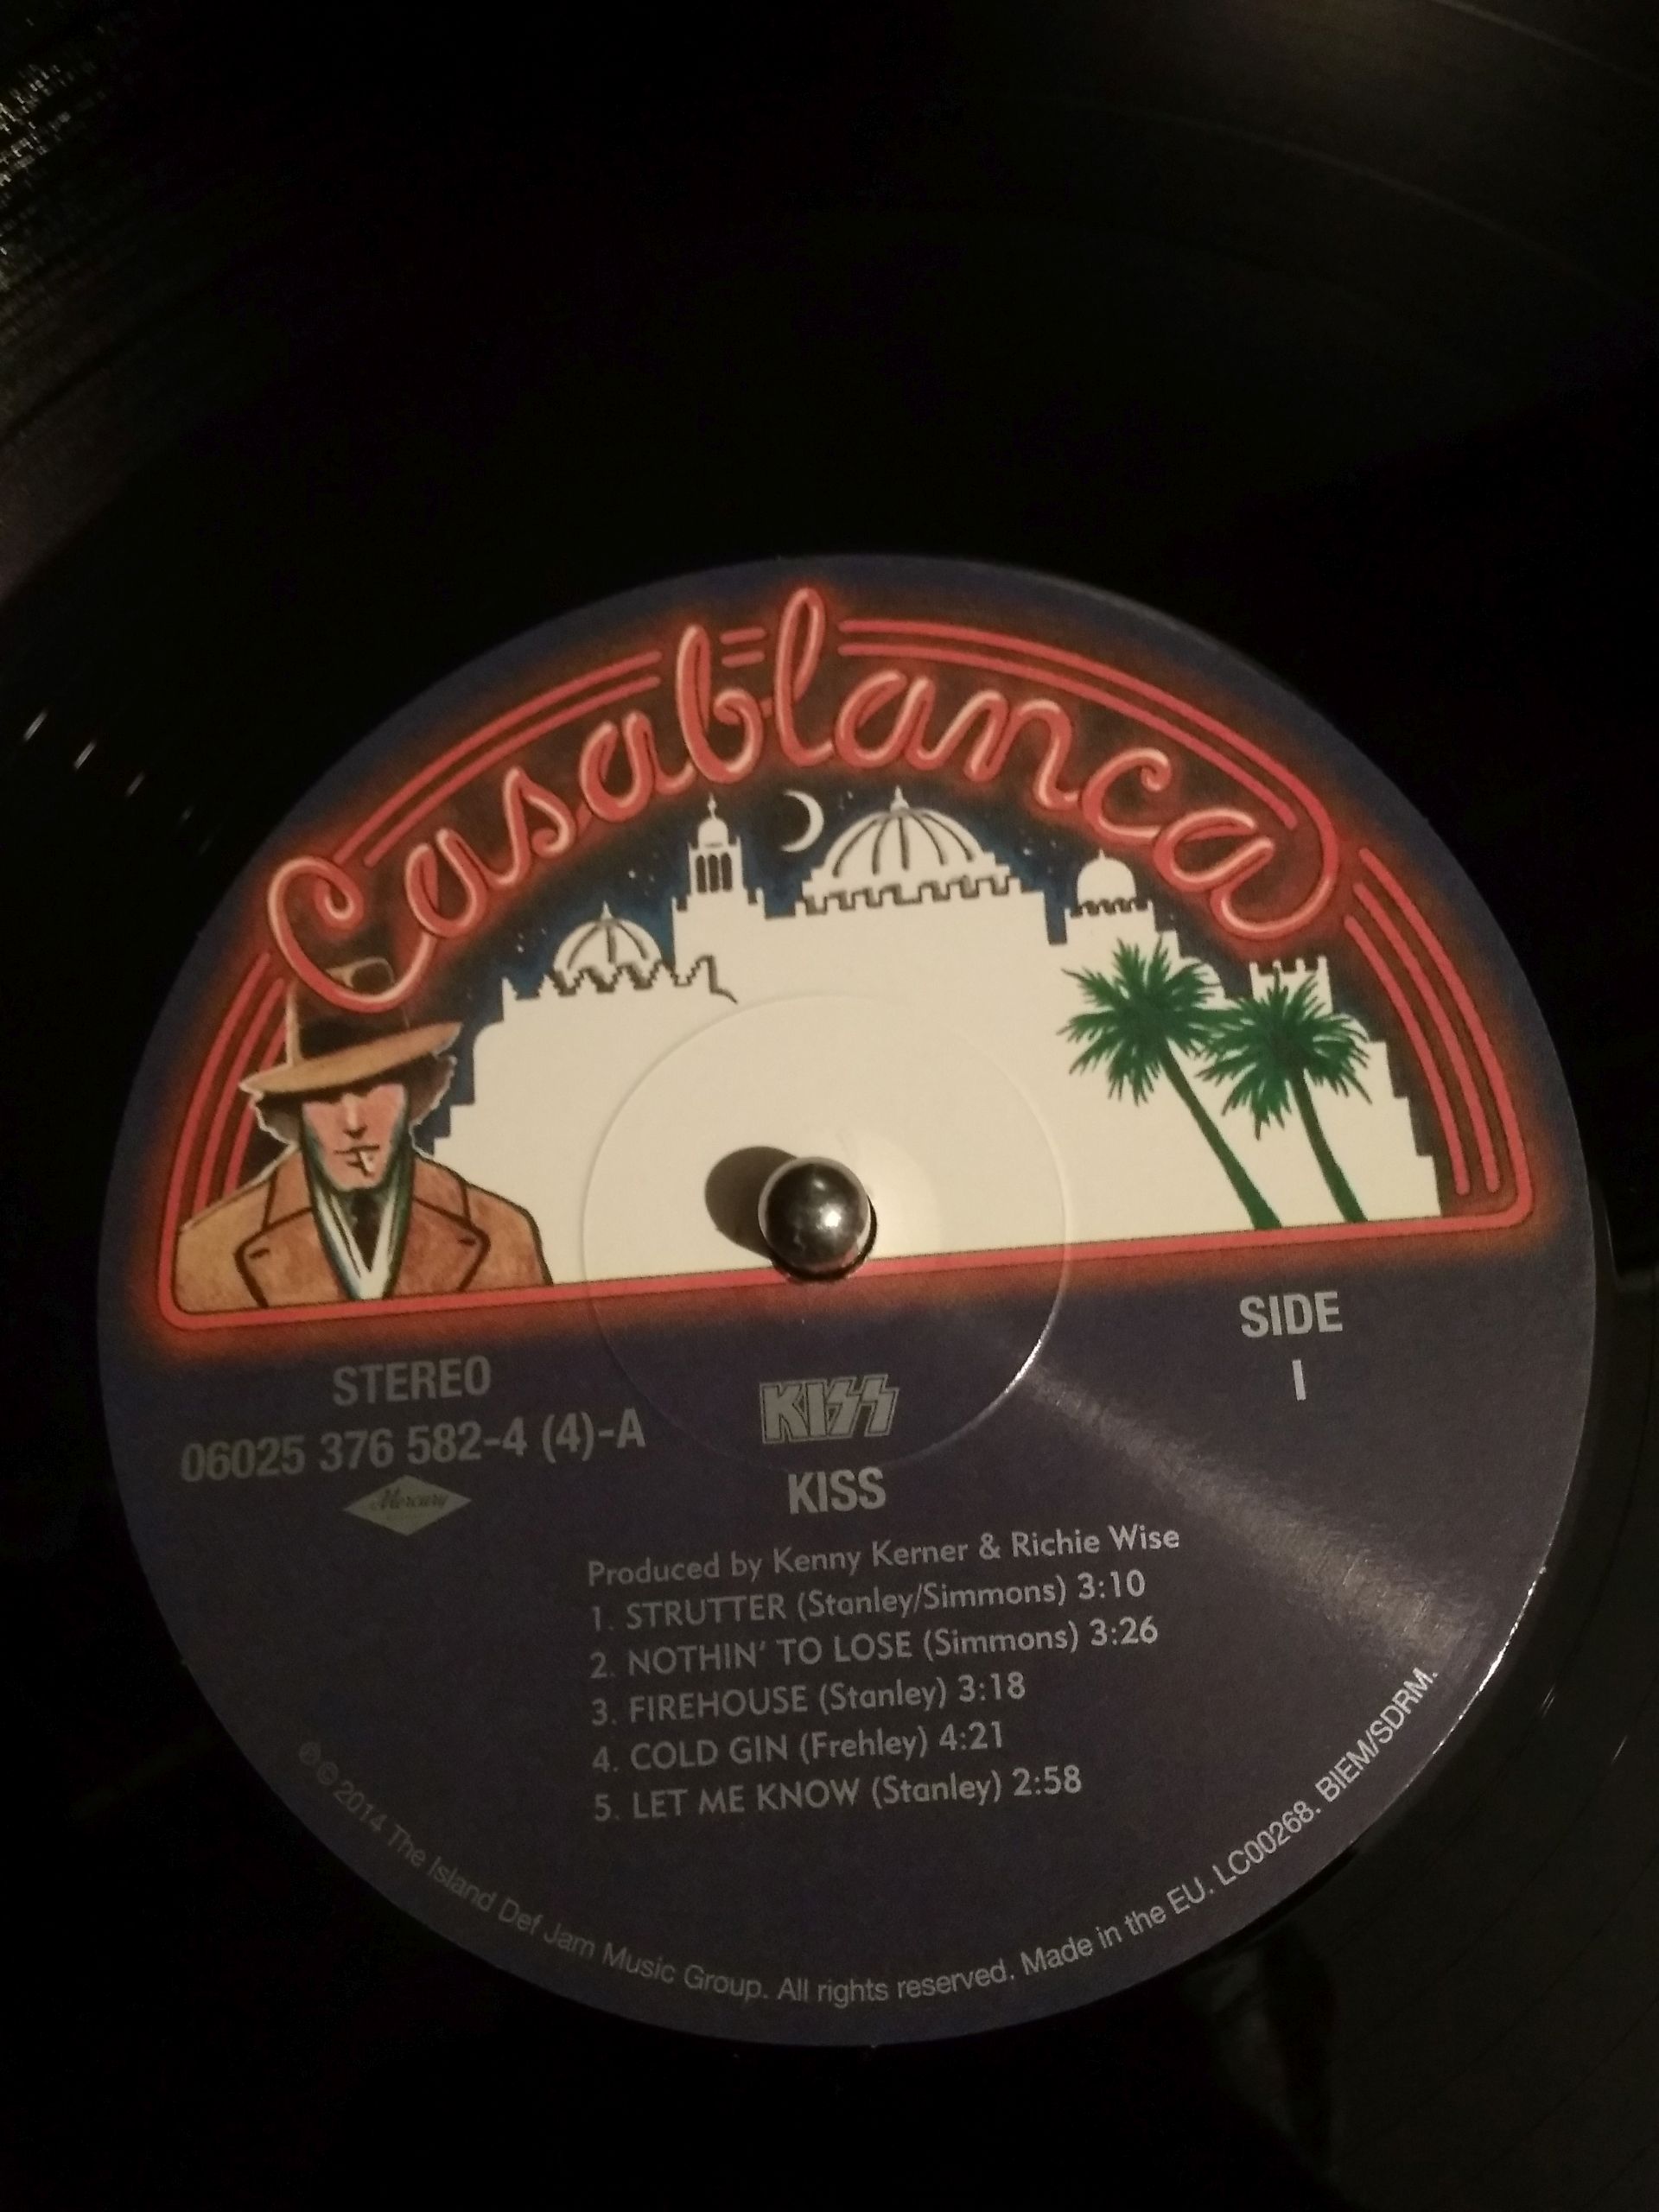 Casablanca
STEREO
06025 376 582-4 (4)-A
Mercury
SIDE
I
KISS
KISS
Produced by Kenny Kerner & Richie Wise
1. STRUTTER (Stanley/Simmons) 3:10
2. NOTHIN' TO LOSE (Simmons) 3:26
3. FIREHOUSE (Stanley) 3:18
4. COLD GIN (Frehley) 4:21
5. LET ME KNOW (Stanley) 2:58
℗ © 2014 The Island Def Jam Music Group. All rights reserved. Made in the EU. LC00268. BIEM/SDRM.